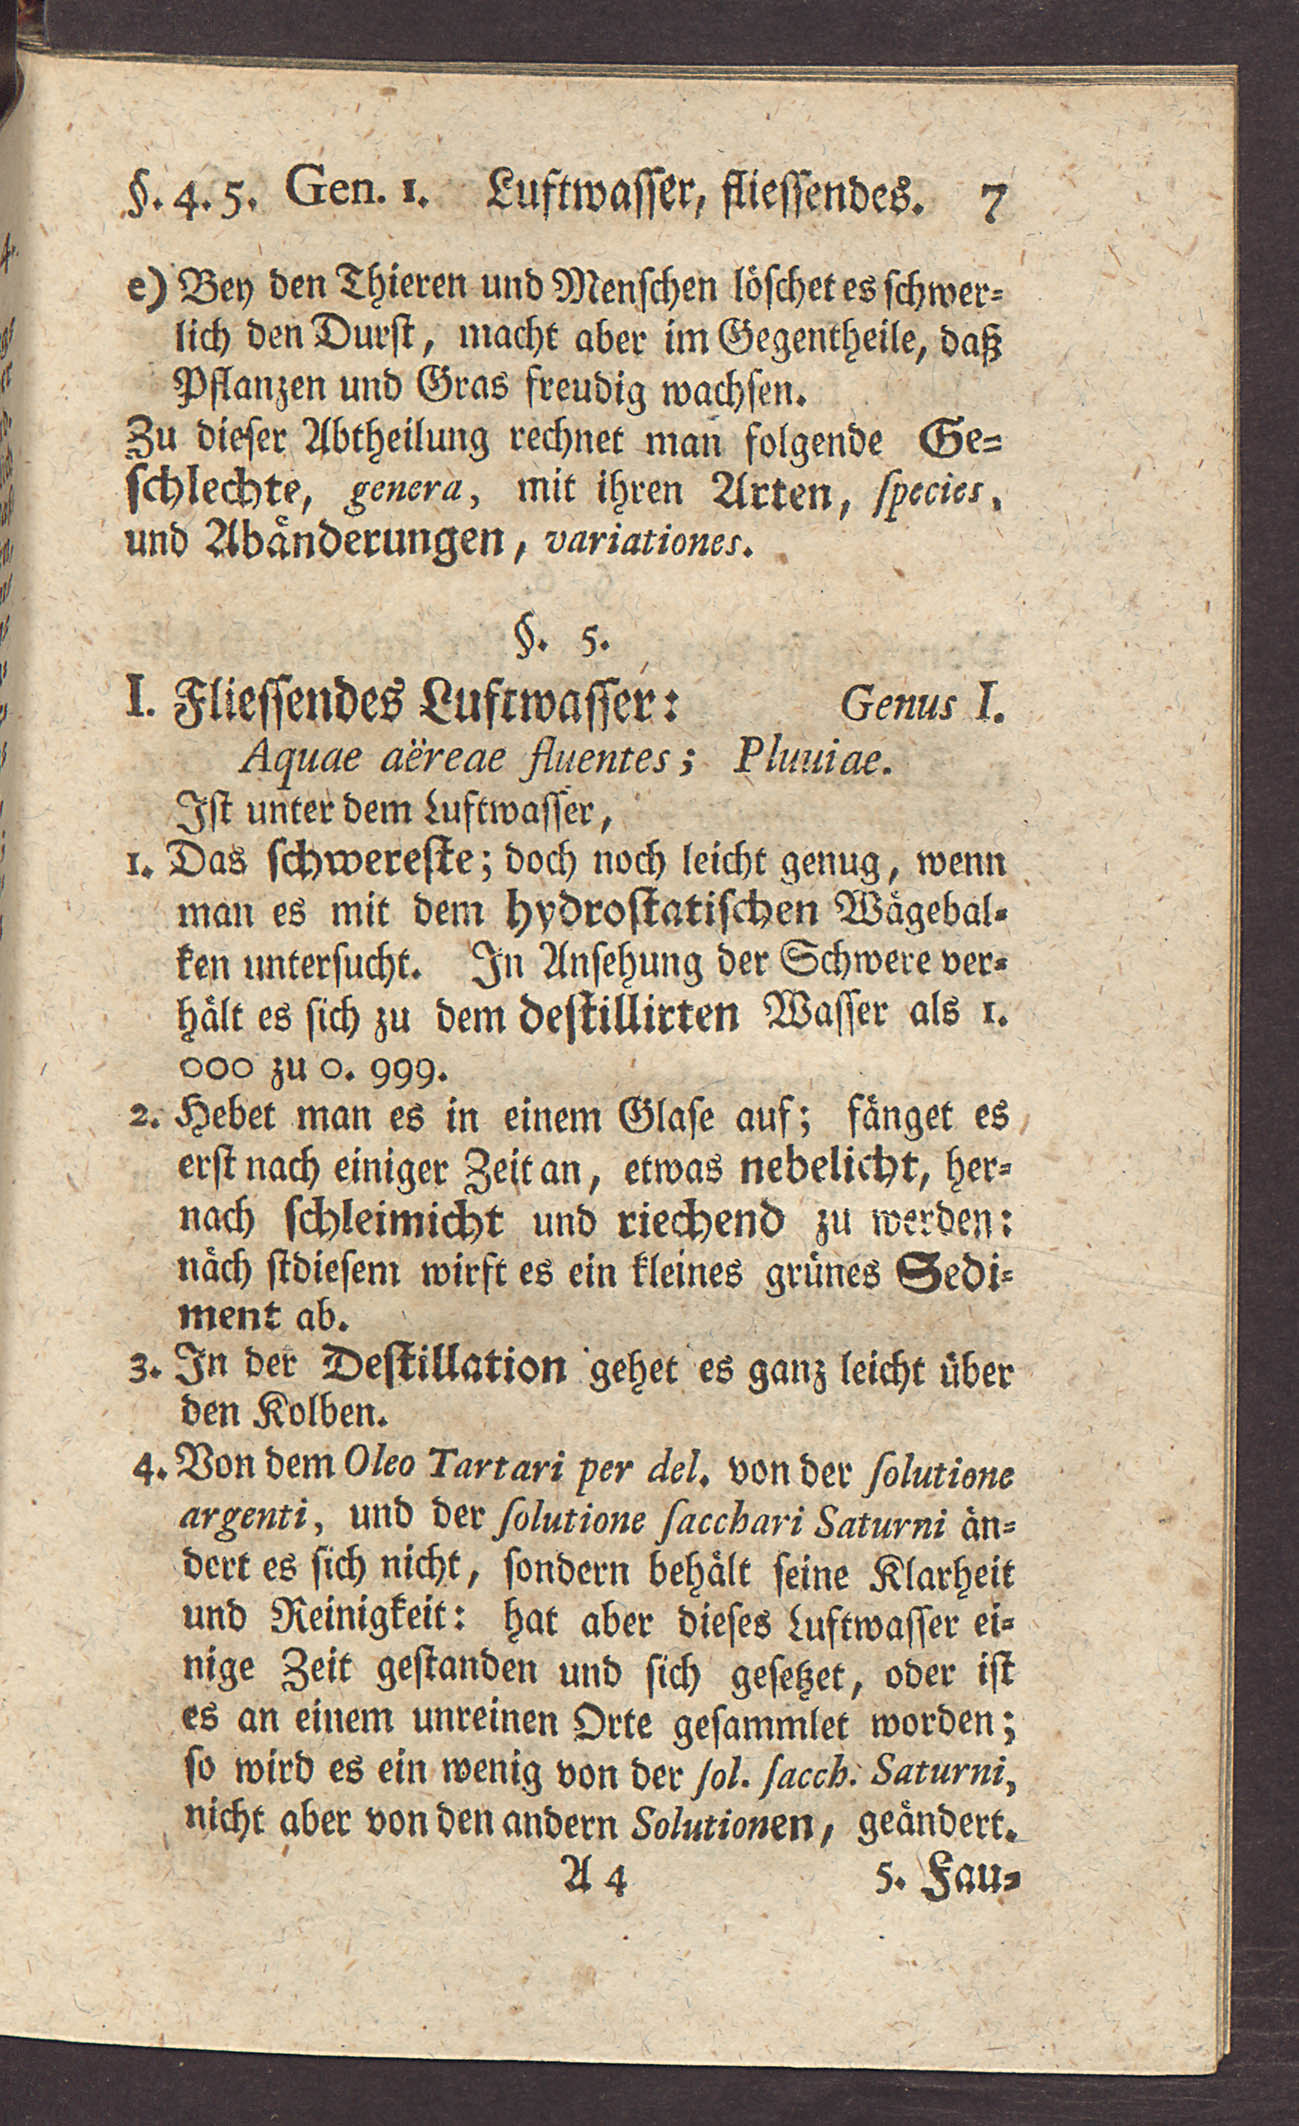 §. 4. 5. Gen. 1. Luftwasser, fliessendes. 7
e) Bey den Thieren und Menschen löschet es schwer-
lich den Durst, macht aber im Gegentheile, daß
Pflanzen und Gras freudig wachsen.
Zu dieser Abtheilung rechnet man folgende Ge-
schlechte, genera, mit ihren Arten, species,
und Abänderungen, variationes.
§. 5.
I. Fliessendes Luftwasser: Genus I.
Aquae aëreae fluentes; Pluuiae.
Ist unter dem Luftwasser,
1. Das schwereste; doch noch leicht genug, wenn
man es mit dem hydrostatischen Wägebal-
ken untersucht. In Ansehung der Schwere ver-
hält es sich zu dem destillirten Wasser als 1.
000 zu 0. 999.
2. Hebet man es in einem Glase auf; fänget es
erst nach einiger Zeit an, etwas nebelicht, her-
nach schleimicht und riechend zu werden:
näch stdiesem wirft es ein kleines grünes Sedi-
ment ab.
3. In der Destillation gehet es ganz leicht über
den Kolben.
4. Von dem Oleo Tartari per del. von der solutione
argenti, und der solutione sacchari Saturni än-
dert es sich nicht, sondern behält seine Klarheit
und Reinigkeit: hat aber dieses Luftwasser ei-
nige Zeit gestanden und sich gesetzet, oder ist
es an einem unreinen Orte gesammlet worden;
so wird es ein wenig von der sol. sacch. Saturni,
nicht aber von den andern Solutionen, geändert.
A 4 5. Fau-